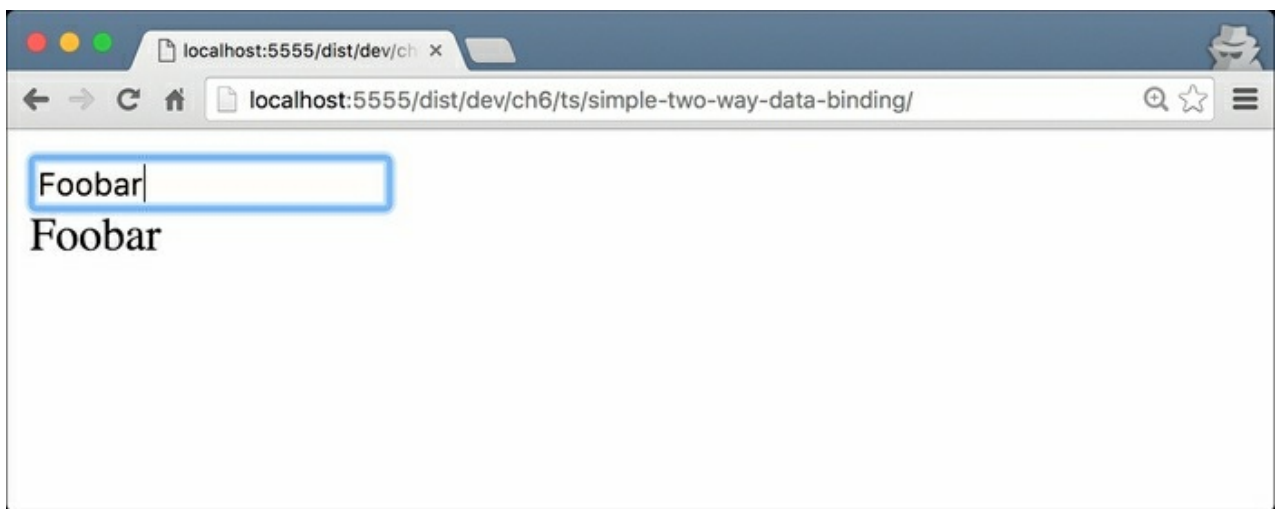 localhost:5555/dist/dev/ch
localhost:5555/dist/dev/ch6/ts/simple-two-way-data-binding/
Foobar
Foobar